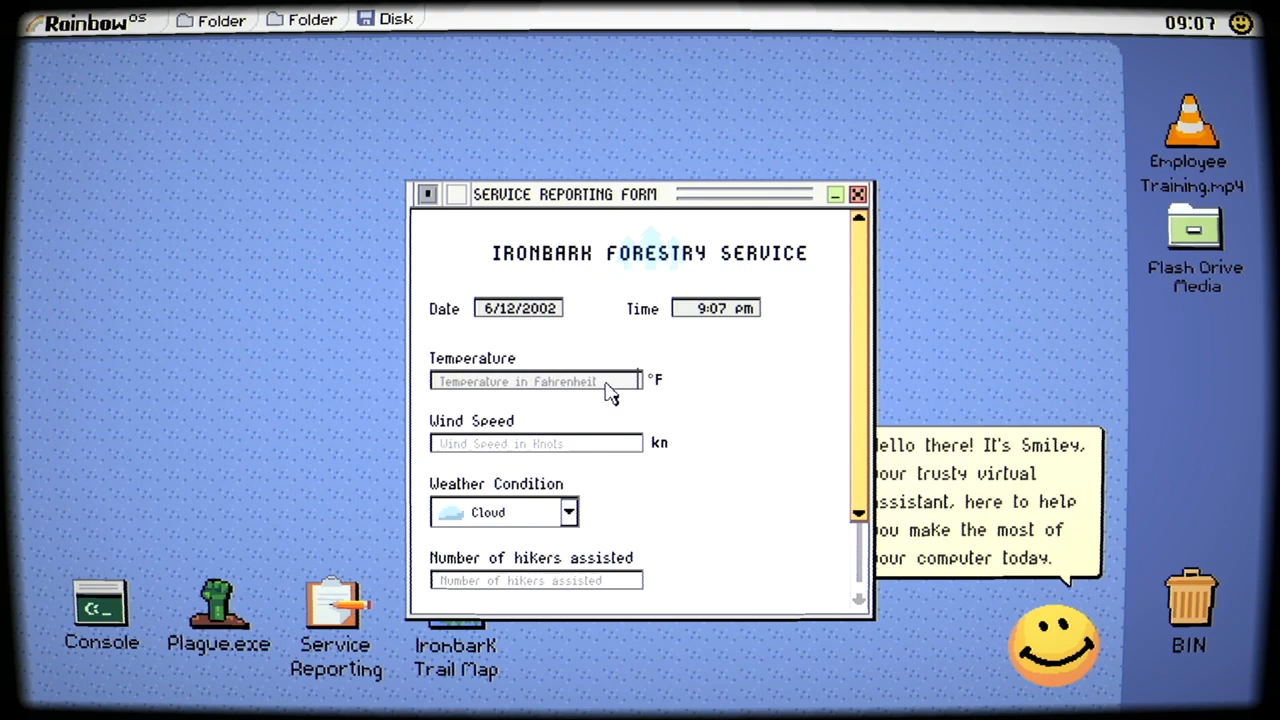 RainbowOS
Folder
Folder
Disk
09:07
Employee
Training.mp4
Flash Drive
Media
SERVICE REPORTING FORM
IRONBARK FORESTRY SERVICE
Date 6/12/2002 Time 9:07 pm
Temperature
Temperature in Fahrenheit °F
Wind Speed
Wind Speed in Knots kn
Weather Condition
Cloud
Number of hikers assisted
Number of hikers assisted
ello there! It's Smiley,
our trusty virtual
ssistant, here to help
ou make the most of
our computer today.
Console
Plague.exe
Service
Reporting
Ironbark
Trail Map
BIN